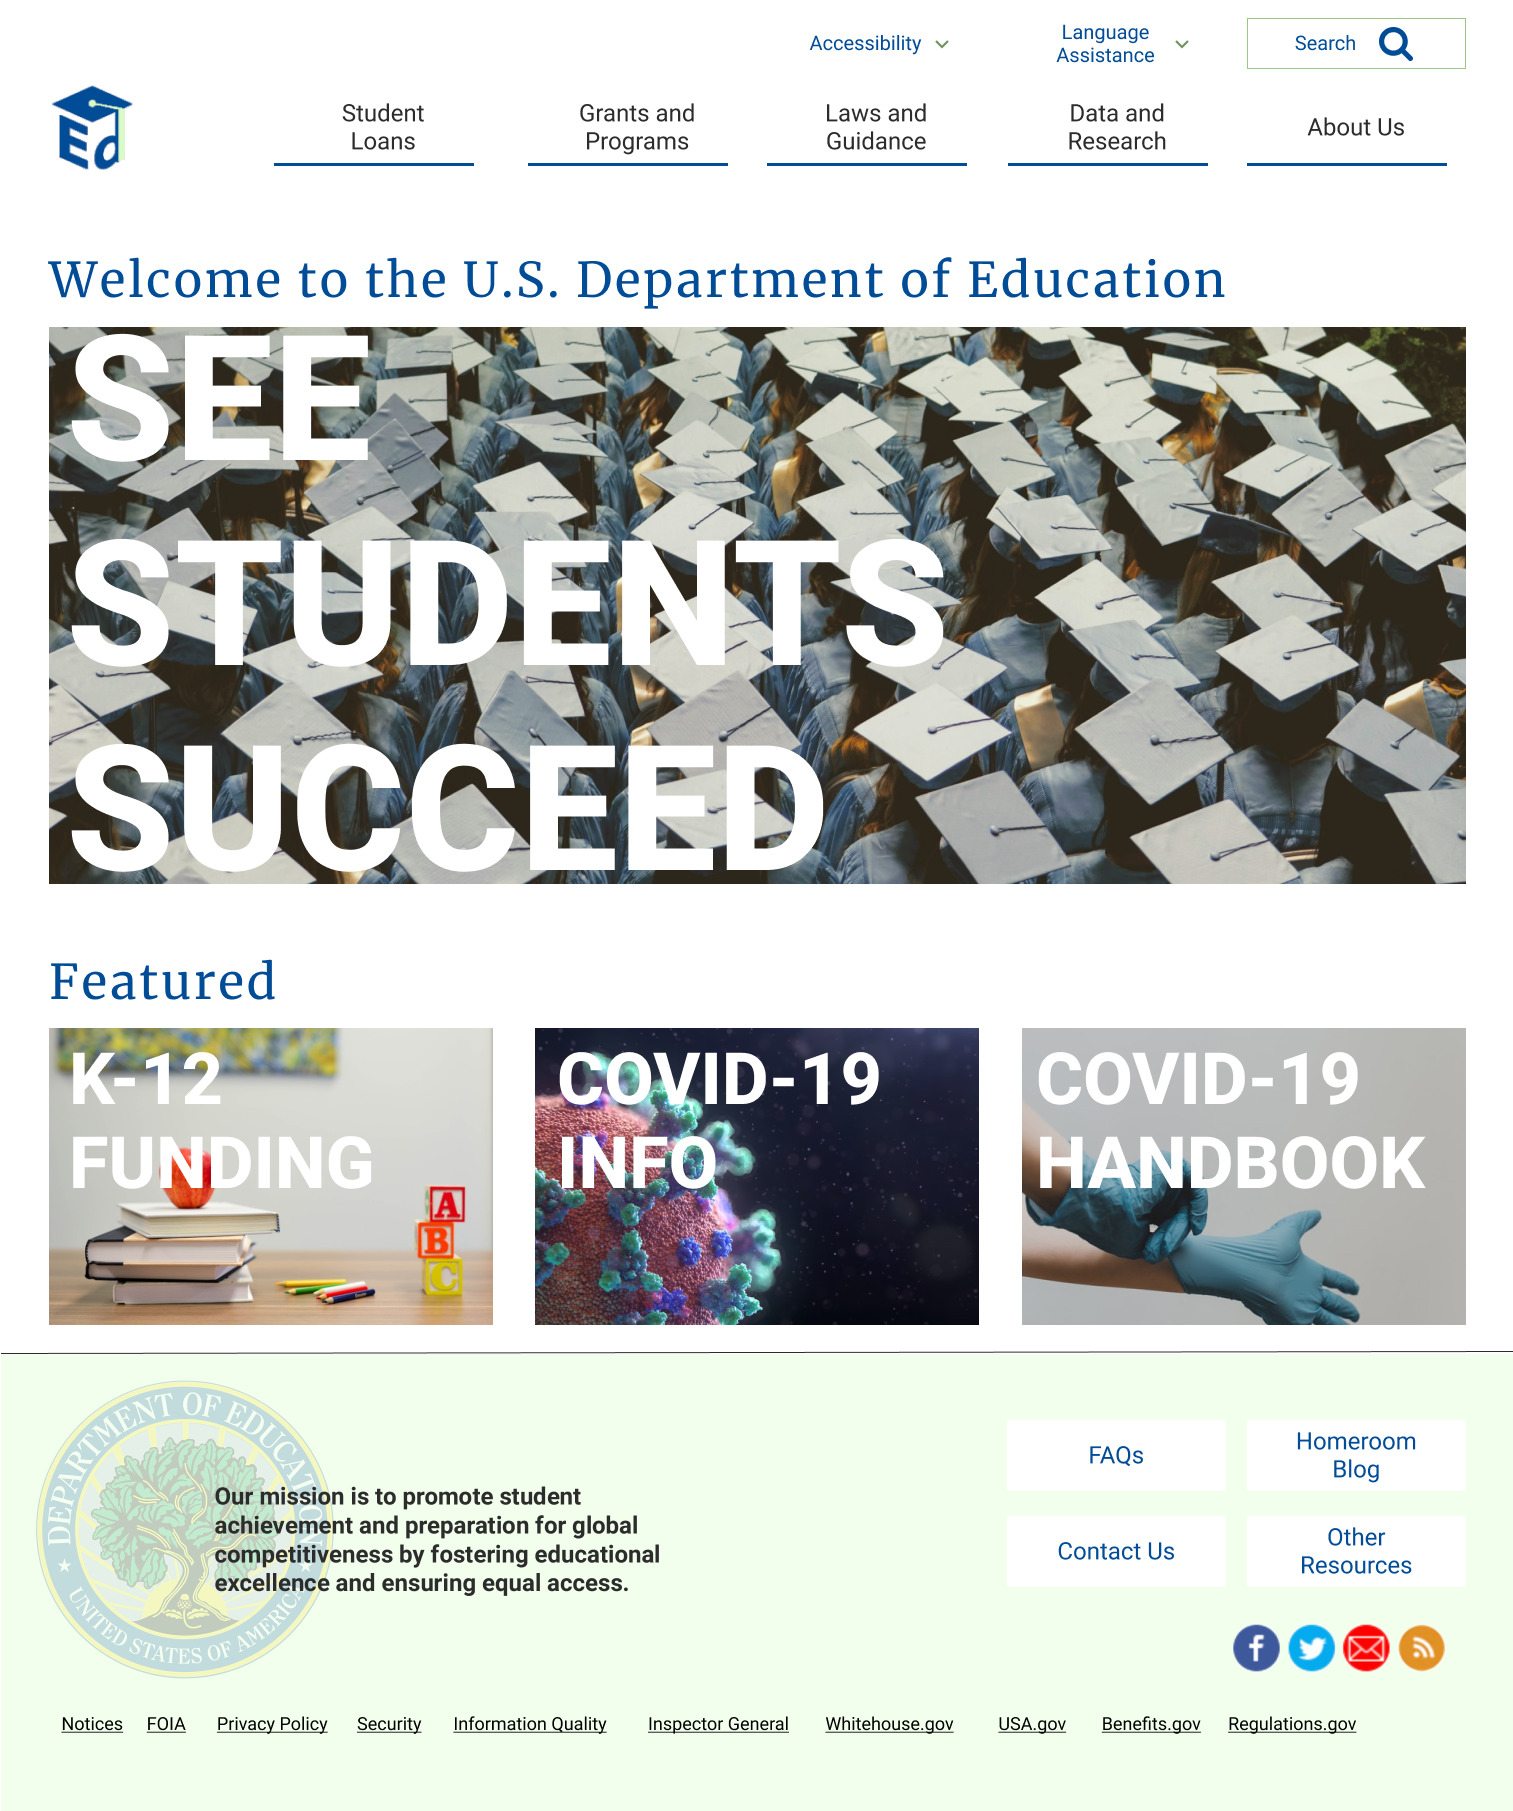 Accessibility
Language
Assistance
Search
Ed
Student
Loans
Grants and
Programs
Laws and
Guidance
Data and
Research
About Us
Welcome to the U.S. Department of Education
SEE
STUDENTS
SUCCEED
Featured
K-12
FUNDING
A
B
C
COVID-19
INFO
COVID-19
HANDBOOK
DEPARTMENT OF EDUCATION
UNITED STATES OF AMERICA
Our mission is to promote student
achievement and preparation for global
competitiveness by fostering educational
excellence and ensuring equal access.
FAQs
Homeroom
Blog
Contact Us
Other
Resources
f
Notices FOIA Privacy Policy Security Information Quality Inspector General Whitehouse.gov USA.gov Benefits.gov Regulations.gov